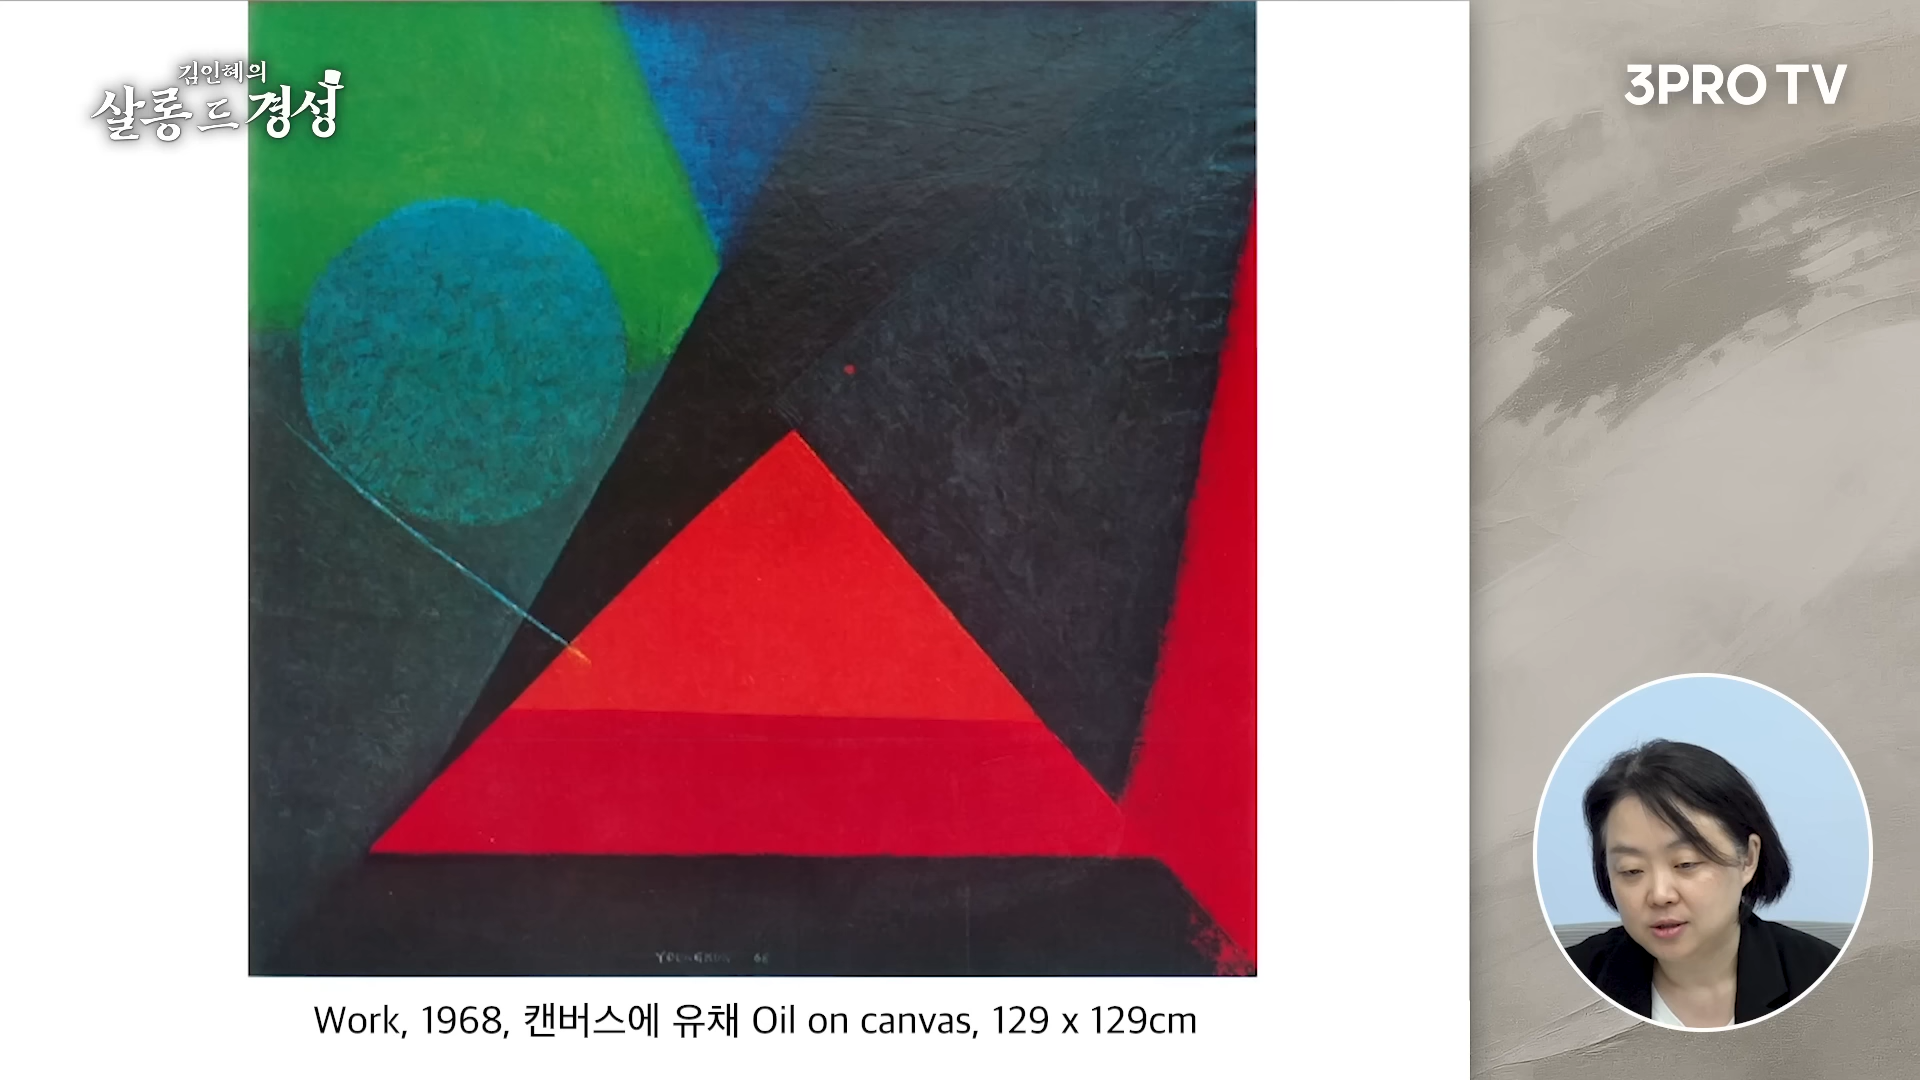 김인혜의
살롱 드 경성
3PRO TV
YOUNGKUK 68
Work, 1968, 캔버스에 유채 Oil on canvas, 129 x 129cm